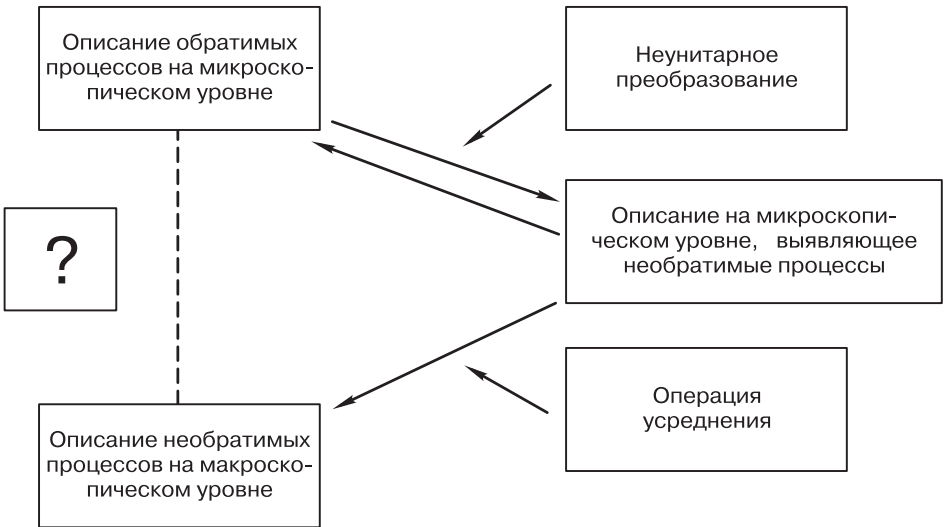 Описание обратимых
процессов на микроско-
пическом уровне
Неунитарное
преобразование
Описание на микроскопи-
ческом уровне, выявляющее
необратимые процессы
?
Операция
усреднения
Описание необратимых
процессов на макроско-
пическом уровне